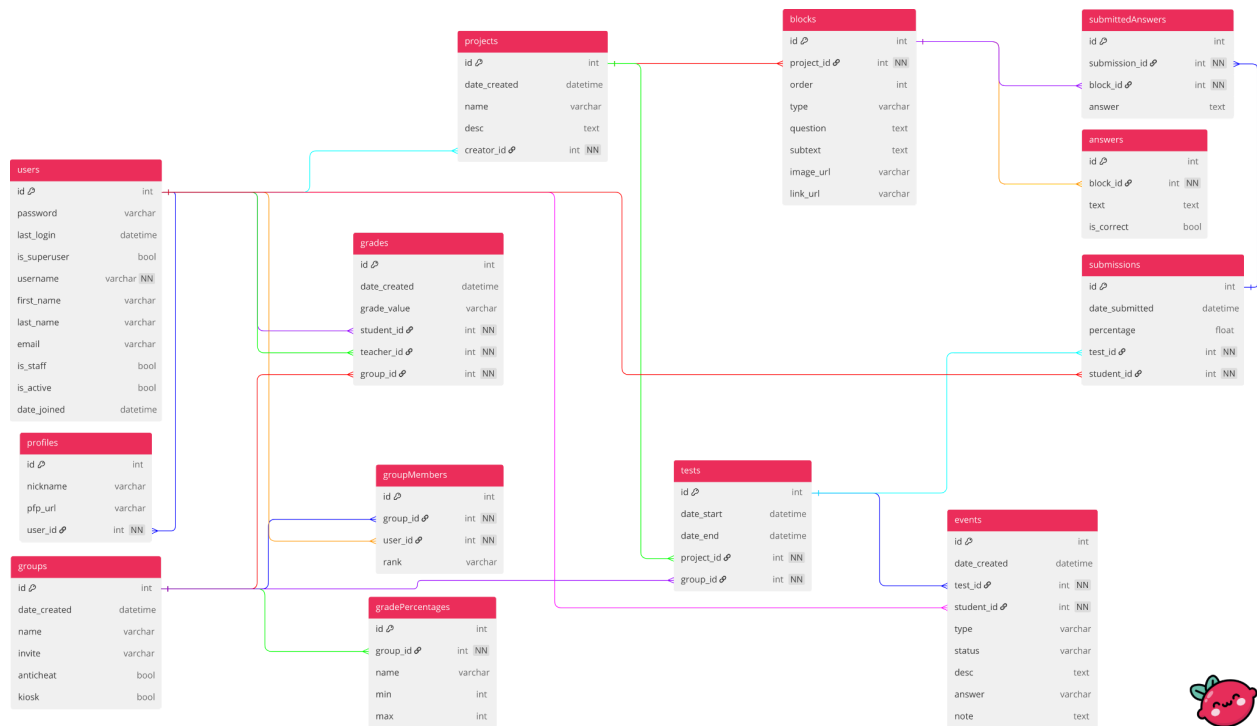 projects
id int
date_created datetime
name varchar
desc text
creator_id int NN
blocks
id int
project_id int NN
order int
type varchar
question text
subtext text
image_url varchar
link_url varchar
submittedAnswers
id int
submission_id int NN
block_id int NN
answer text
answers
id int
block_id int NN
text text
is_correct bool
users
id int
password varchar
last_login datetime
is_superuser bool
username varchar NN
first_name varchar
last_name varchar
email varchar
is_staff bool
is_active bool
date_joined datetime
grades
id int
date_created datetime
grade_value varchar
student_id int NN
teacher_id int NN
group_id int NN
submissions
id int
date_submitted datetime
percentage float
test_id int NN
student_id int NN
profiles
id int
nickname varchar
pfp_url varchar
user_id int NN
groupMembers
id int
group_id int NN
user_id int NN
rank varchar
tests
id int
date_start datetime
date_end datetime
project_id int NN
group_id int NN
events
id int
date_created datetime
test_id int NN
student_id int NN
type varchar
status varchar
desc text
answer varchar
note text
groups
id int
date_created datetime
name varchar
invite varchar
anticheat bool
kiosk bool
gradePercentages
id int
group_id int NN
name varchar
min int
max int